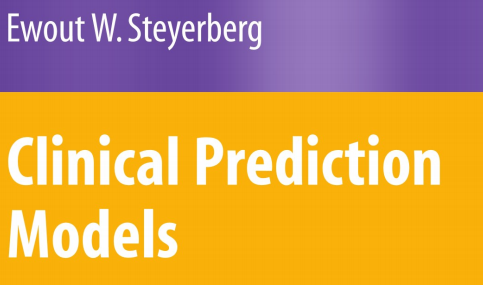 Ewout W. Steyerberg
Clinical Prediction
Models